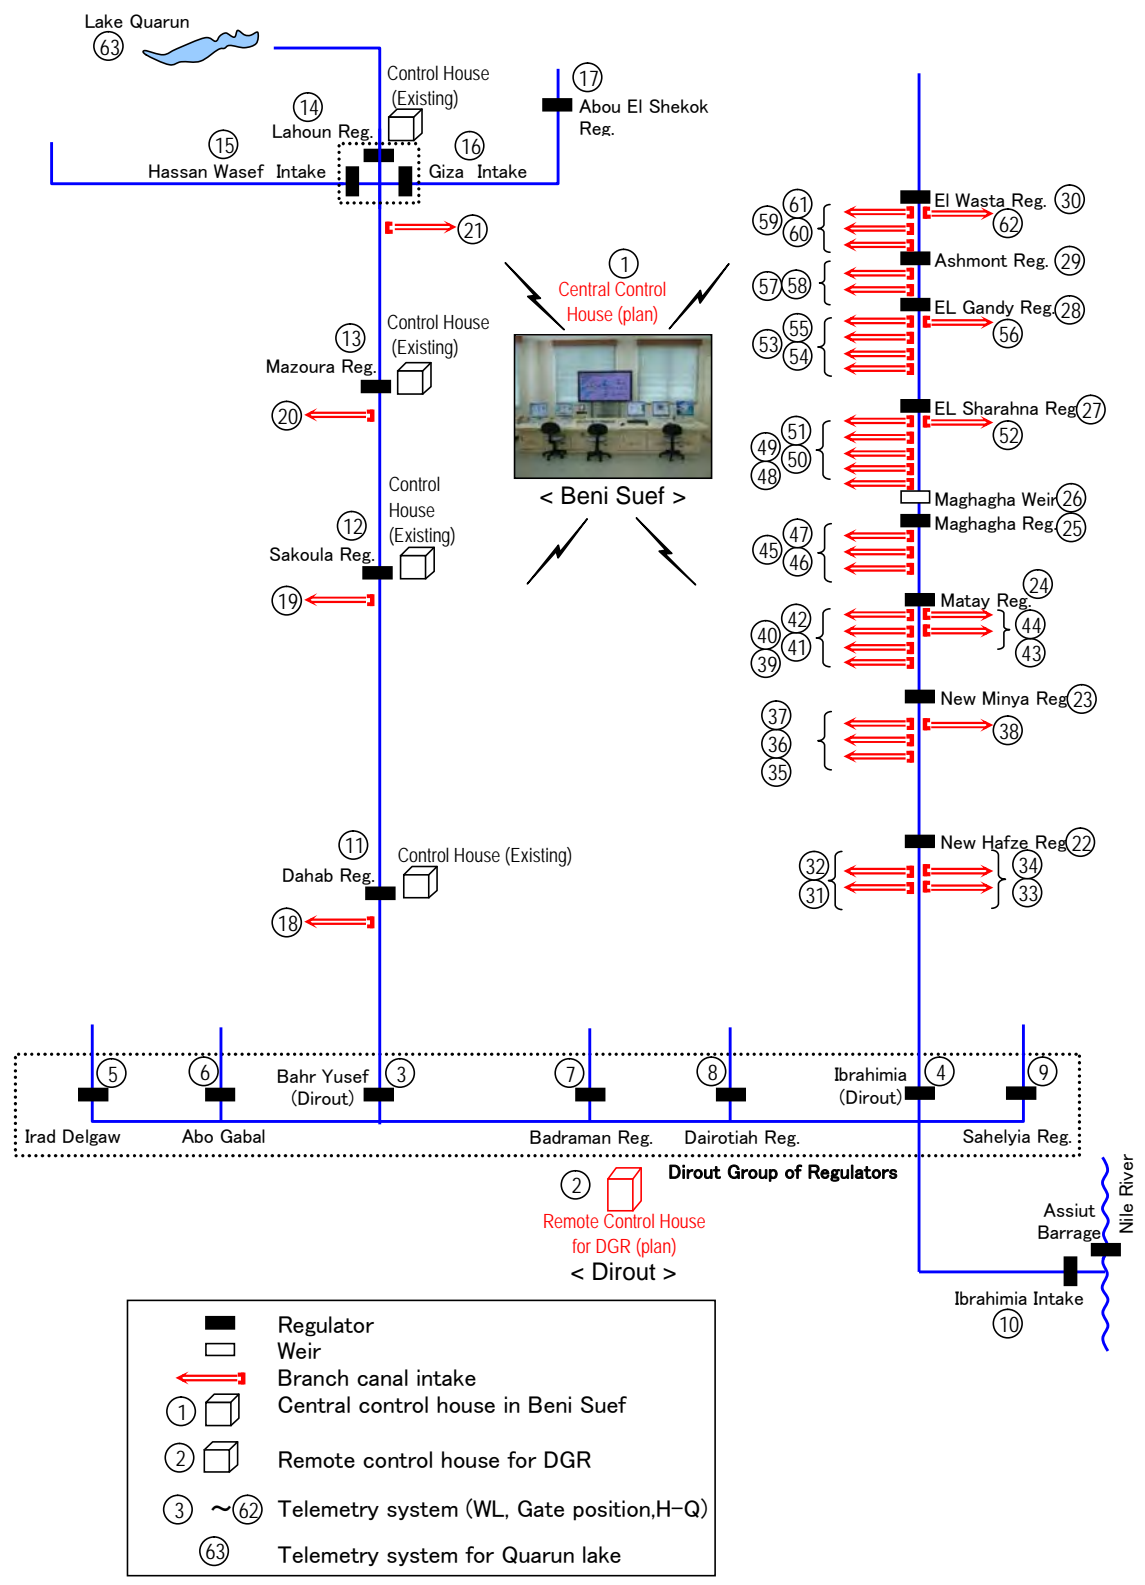 Lake Quarun
63
Control House
(Existing)
14
Lahoun Reg.
15
Hassan Wasef Intake
16
Giza Intake
17
Abou El Shekok
Reg.
21
13
Control House
(Existing)
Mazoura Reg.
20
Control
House
(Existing)
12
Sakoula Reg.
19
11
Control House (Existing)
Dahab Reg.
18
1
Central Control
House (plan)
< Beni Suef >
El Wasta Reg. 30
61
59
60
62
Ashmont Reg. 29
57 58
EL Gandy Reg. 28
55
53
54
56
EL Sharahna Reg 27
51
49
50
48
52
Maghagha Weir 26
Maghagha Reg. 25
47
45
46
24
Matay Reg.
42
40
41
39
44
43
New Minya Reg 23
37
36
35
38
New Hafze Reg 22
32
31
34
33
5
6
Bahr Yusef
(Dirout)
3
7
8
Ibrahimia
(Dirout)
4
9
Irad Delgaw
Abo Gabal
Badraman Reg.
Dairotiah Reg.
Sahelyia Reg.
Dirout Group of Regulators
2
Remote Control House
for DGR (plan)
< Dirout >
Nile River
Assiut
Barrage
Ibrahimia Intake
10
Regulator
Weir
Branch canal intake
1 Central control house in Beni Suef
2 Remote control house for DGR
3 ~ 62 Telemetry system (WL, Gate position,H-Q)
63 Telemetry system for Quarun lake